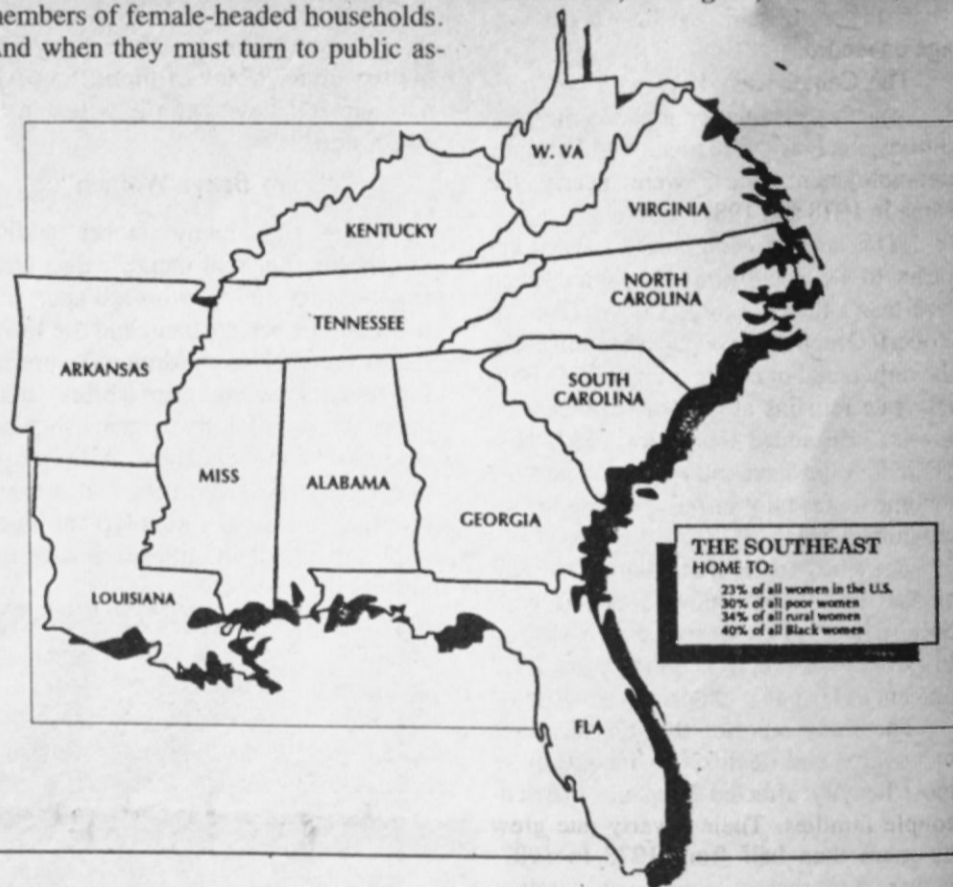 members of female-headed households.
And when they must turn to public as-
W. VA
VIRGINIA
KENTUCKY
NORTH
CAROLINA
TENNESSEE
ARKANSAS
SOUTH
CAROLINA
MISS
ALABAMA
GEORGIA
LOUISIANA
FLA
THE SOUTHEAST
HOME TO:
23% of all women in the U.S.
30% of all poor women
34% of all rural women
40% of all Black women